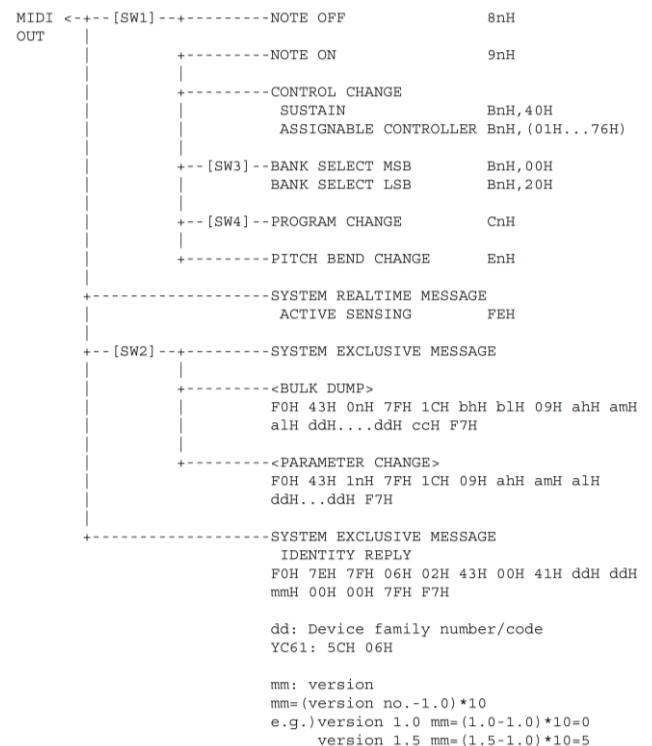 MIDI <-+--[SW1]--+---------NOTE OFF 8nH
OUT |
+---------NOTE ON 9nH
+---------CONTROL CHANGE
SUSTAIN BnH,40H
ASSIGNABLE CONTROLLER BnH,(01H...76H)
+--[SW3]--BANK SELECT MSB BnH,00H
BANK SELECT LSB BnH,20H
+--[SW4]--PROGRAM CHANGE CnH
+---------PITCH BEND CHANGE EnH
+-------------------SYSTEM REALTIME MESSAGE
ACTIVE SENSING FEH
+--[SW2]--+---------SYSTEM EXCLUSIVE MESSAGE
+---------<BULK DUMP>
F0H 43H 0nH 7FH 1CH bhH blH 09H ahH amH
alH ddH....ddH ccH F7H
+---------<PARAMETER CHANGE>
F0H 43H 1nH 7FH 1CH 09H ahH amH alH
ddH...ddH F7H
+-------------------SYSTEM EXCLUSIVE MESSAGE
IDENTITY REPLY
F0H 7EH 7FH 06H 02H 43H 00H 41H ddH ddH
mmH 00H 00H 7FH F7H
dd: Device family number/code
YC61: 5CH 06H
mm: version
mm=(version no.-1.0)*10
e.g.)version 1.0 mm=(1.0-1.0)*10=0
version 1.5 mm=(1.5-1.0)*10=5